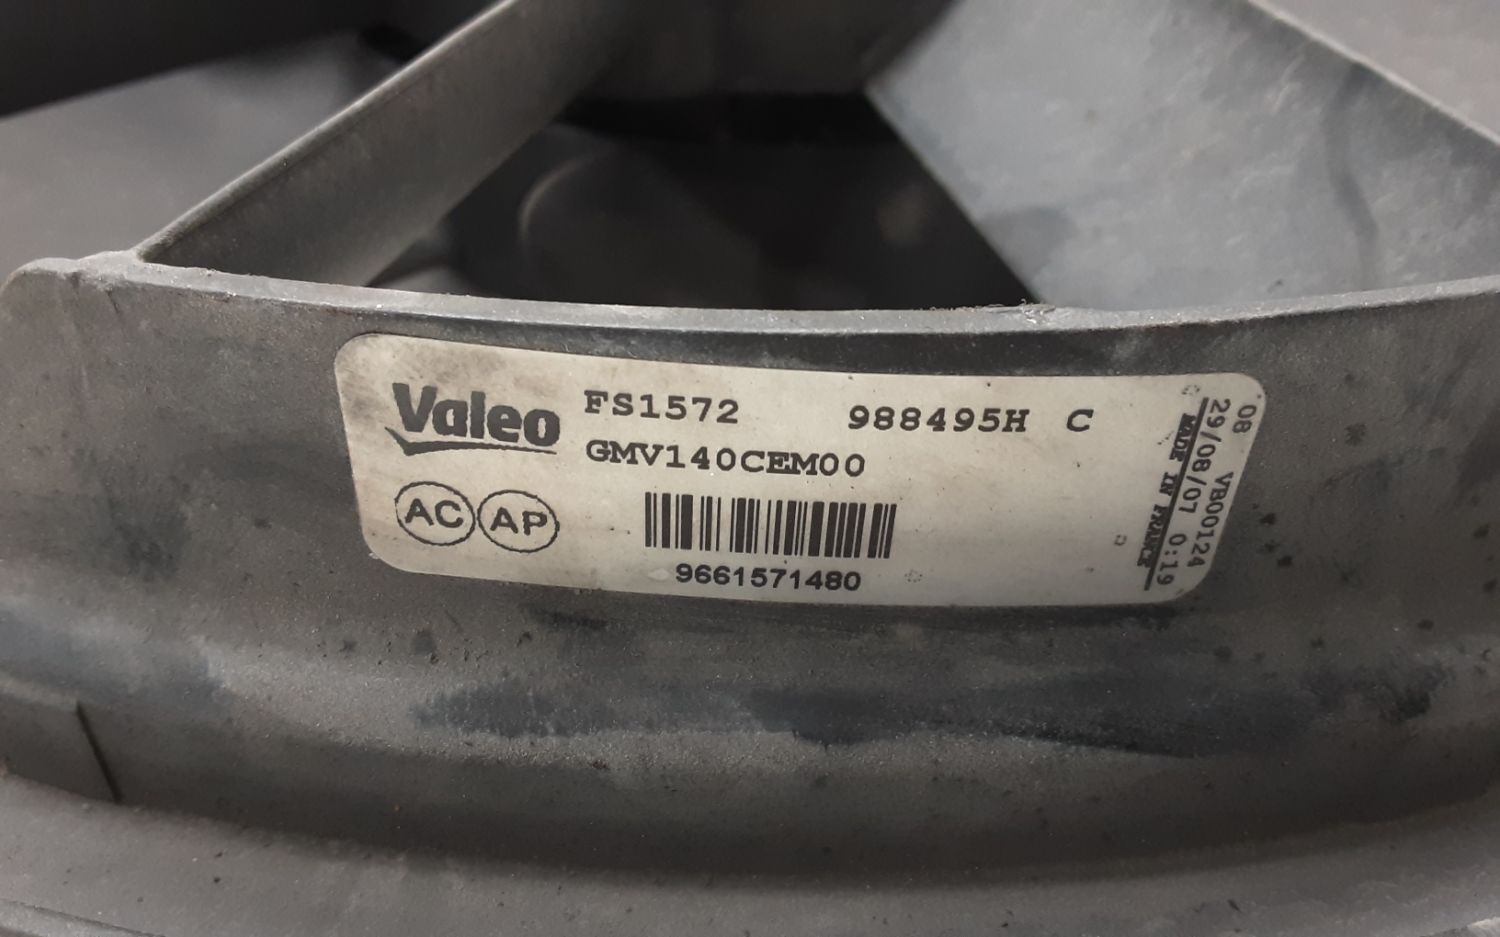 Valeo
FS1572 988495H C
GMV140CEM00
AC AP
9661571480
08 VB00124
29/08/07 0:19
MADE IN FRANCE